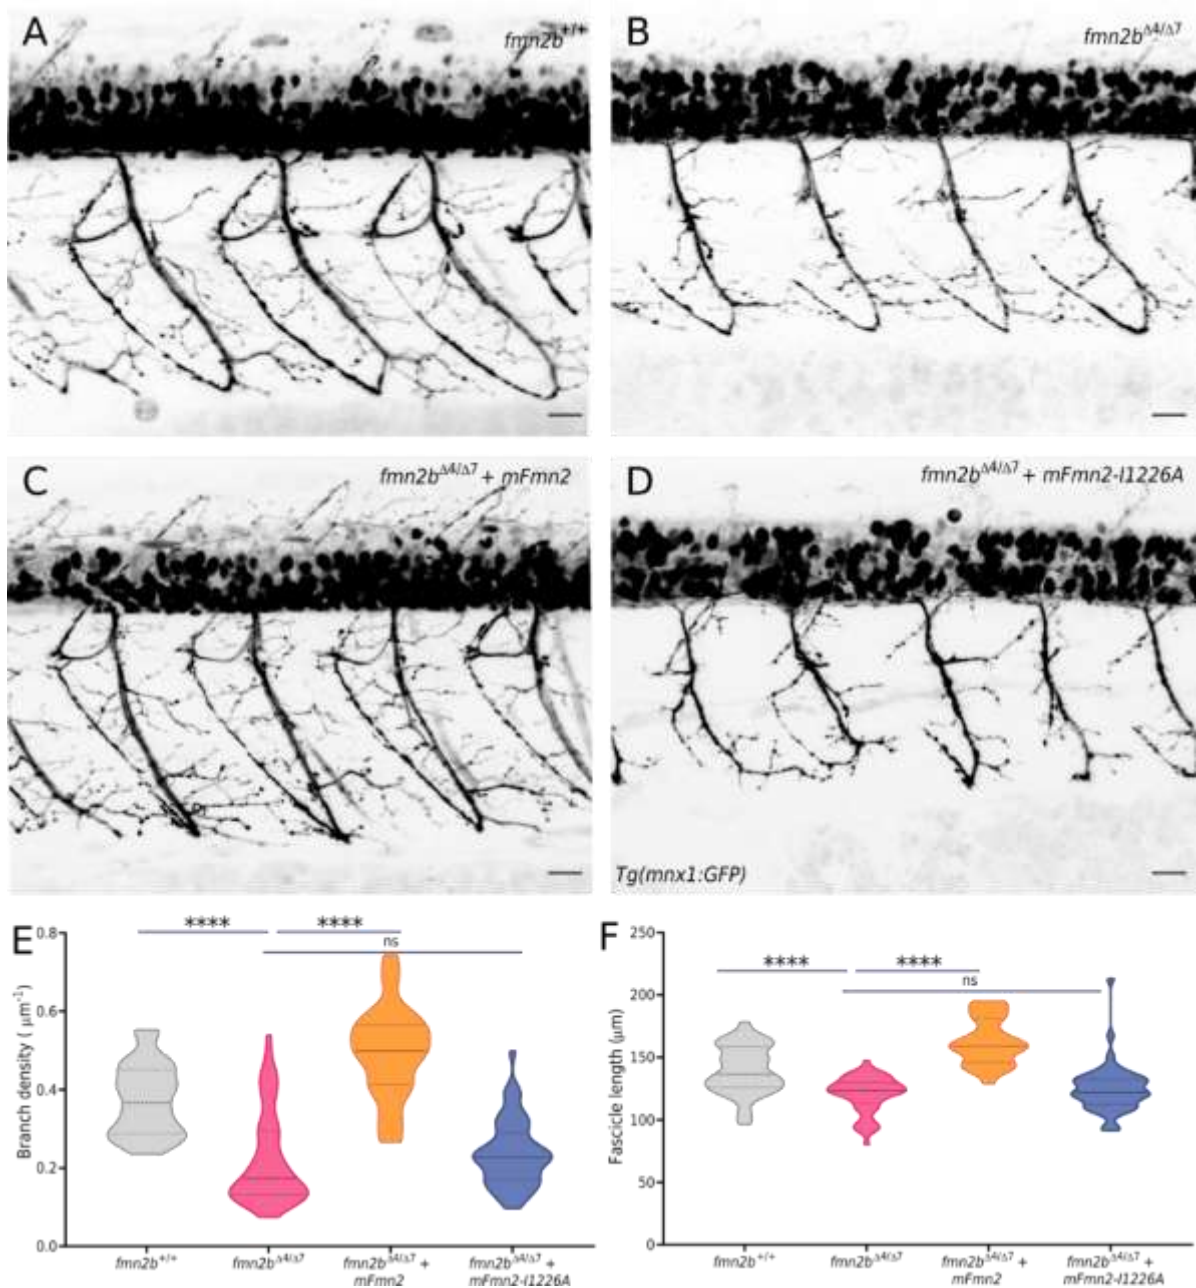 A
fmn2b+/+
B
fmn2bΔ4/Δ7
C
fmn2bΔ4/Δ7 + mFmn2
D
fmn2bΔ4/Δ7 + mFmn2-I1226A
Tg(mnx1:GFP)
E
****
****
ns
Branch density ( μm-1)
0.8
0.6
0.4
0.2
0.0
fmn2b+/+
fmn2bΔ4/Δ7
fmn2bΔ4/Δ7 +
mFmn2
fmn2bΔ4/Δ7 +
mFmn2-I1226A
F
****
****
ns
Fascicle length (μm)
250
200
150
100
50
0
fmn2b+/+
fmn2bΔ4/Δ7
fmn2bΔ4/Δ7 +
mFmn2
fmn2bΔ4/Δ7 +
mFmn2-I1226A